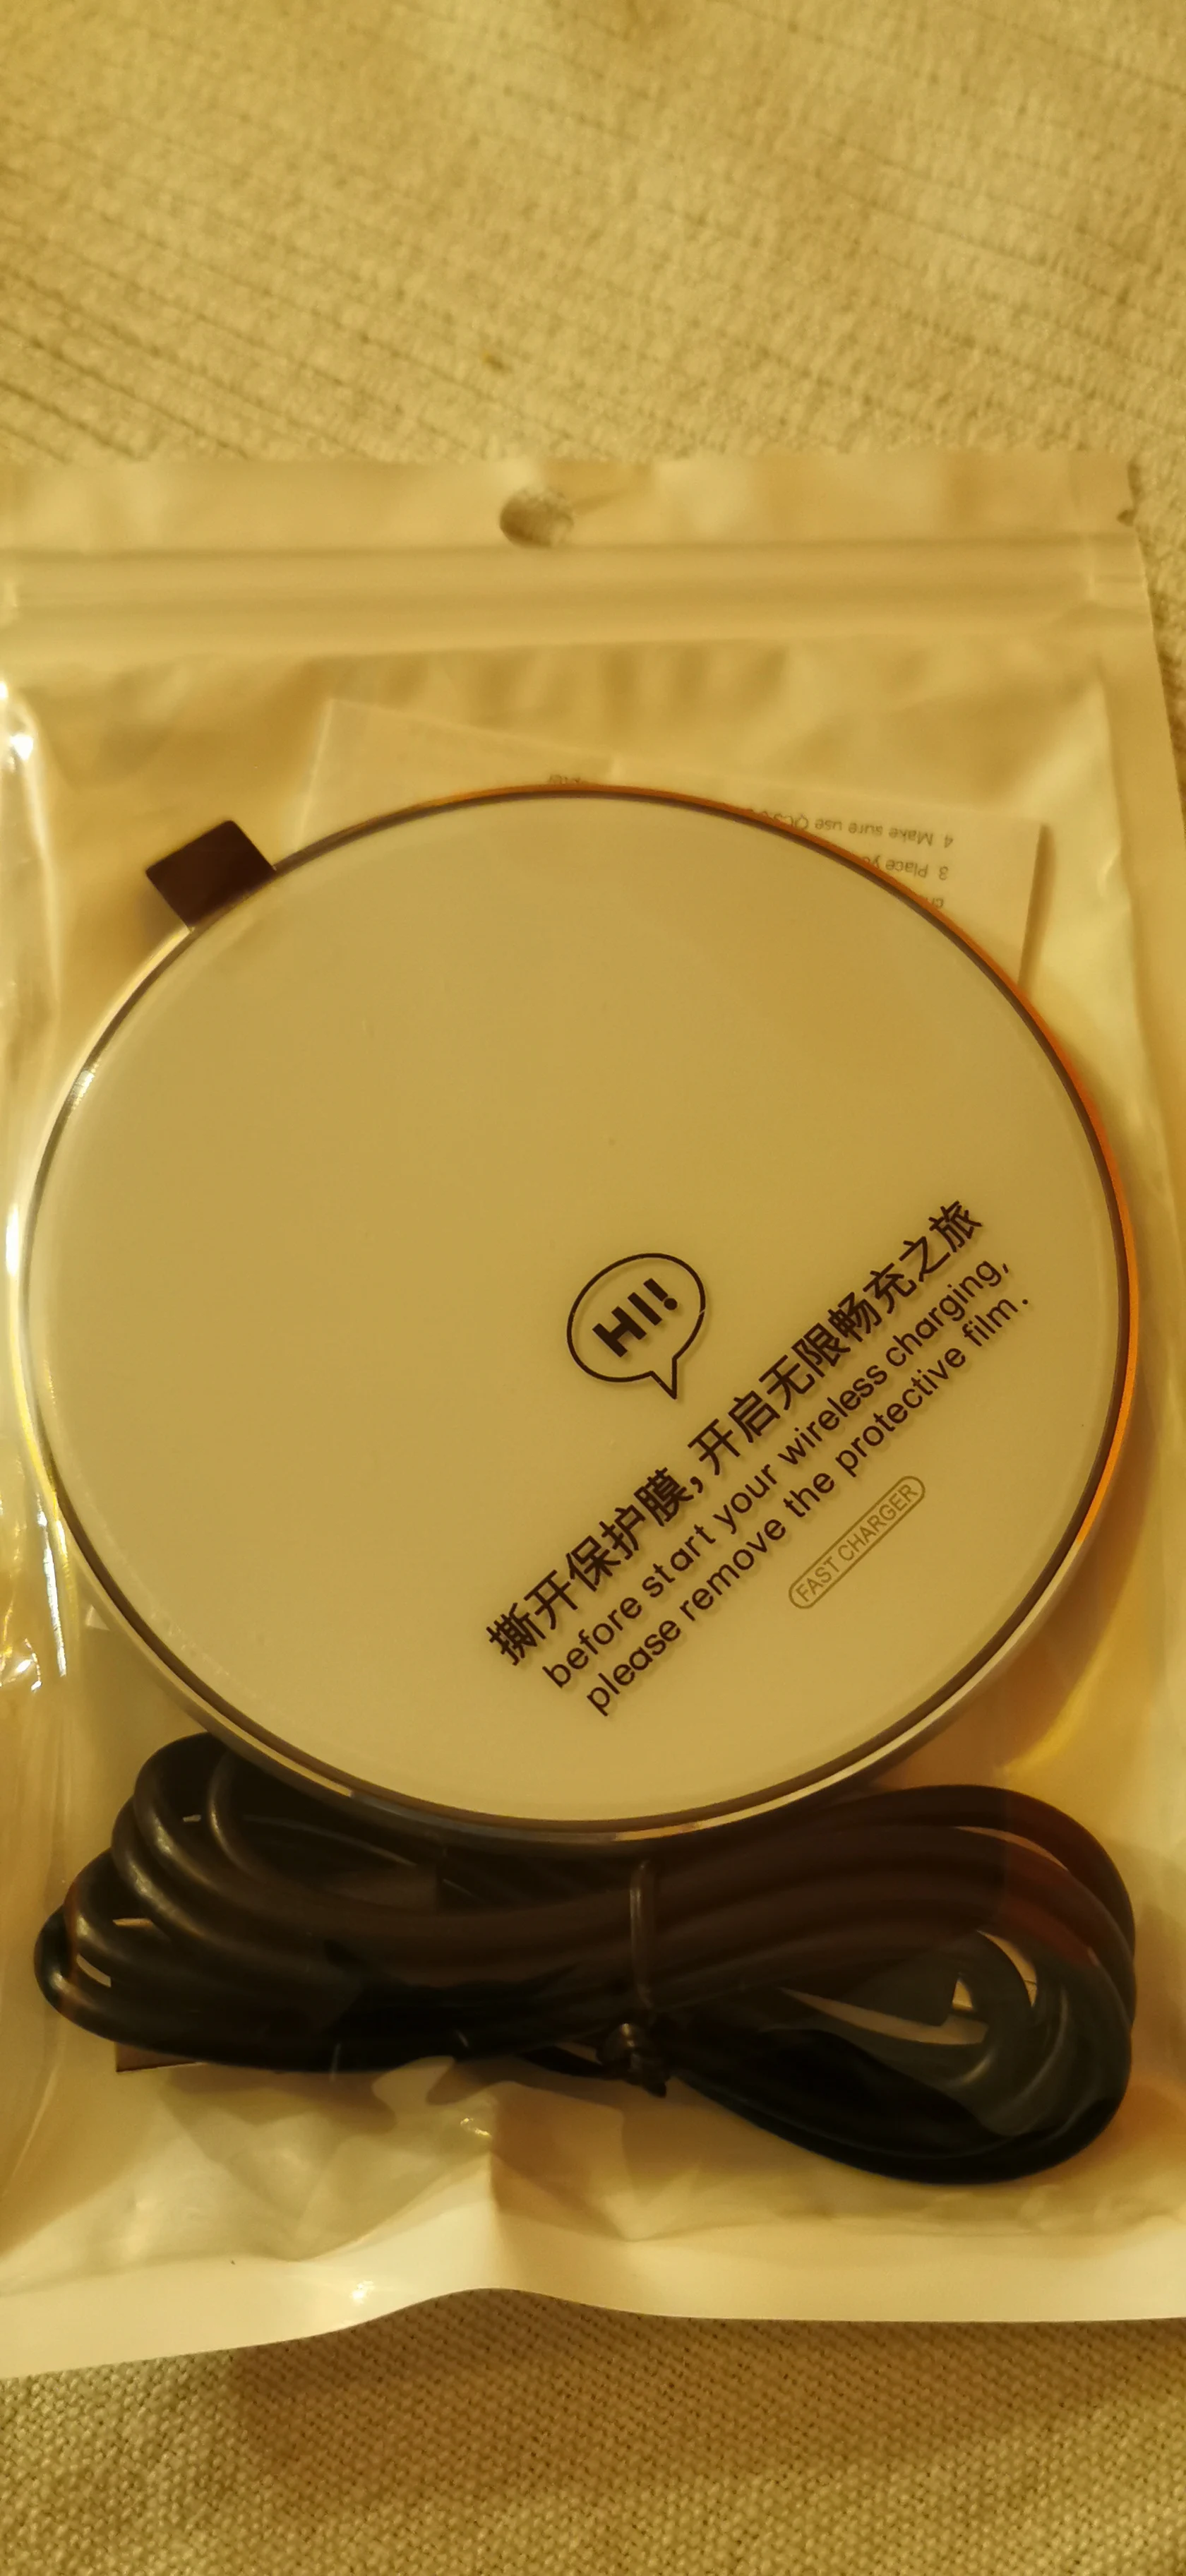 HI!
撕开保护膜，开启无限畅充之旅
before start your wireless charging,
please remove the protective film.
FAST CHARGER
3. Place
4. Make sure use